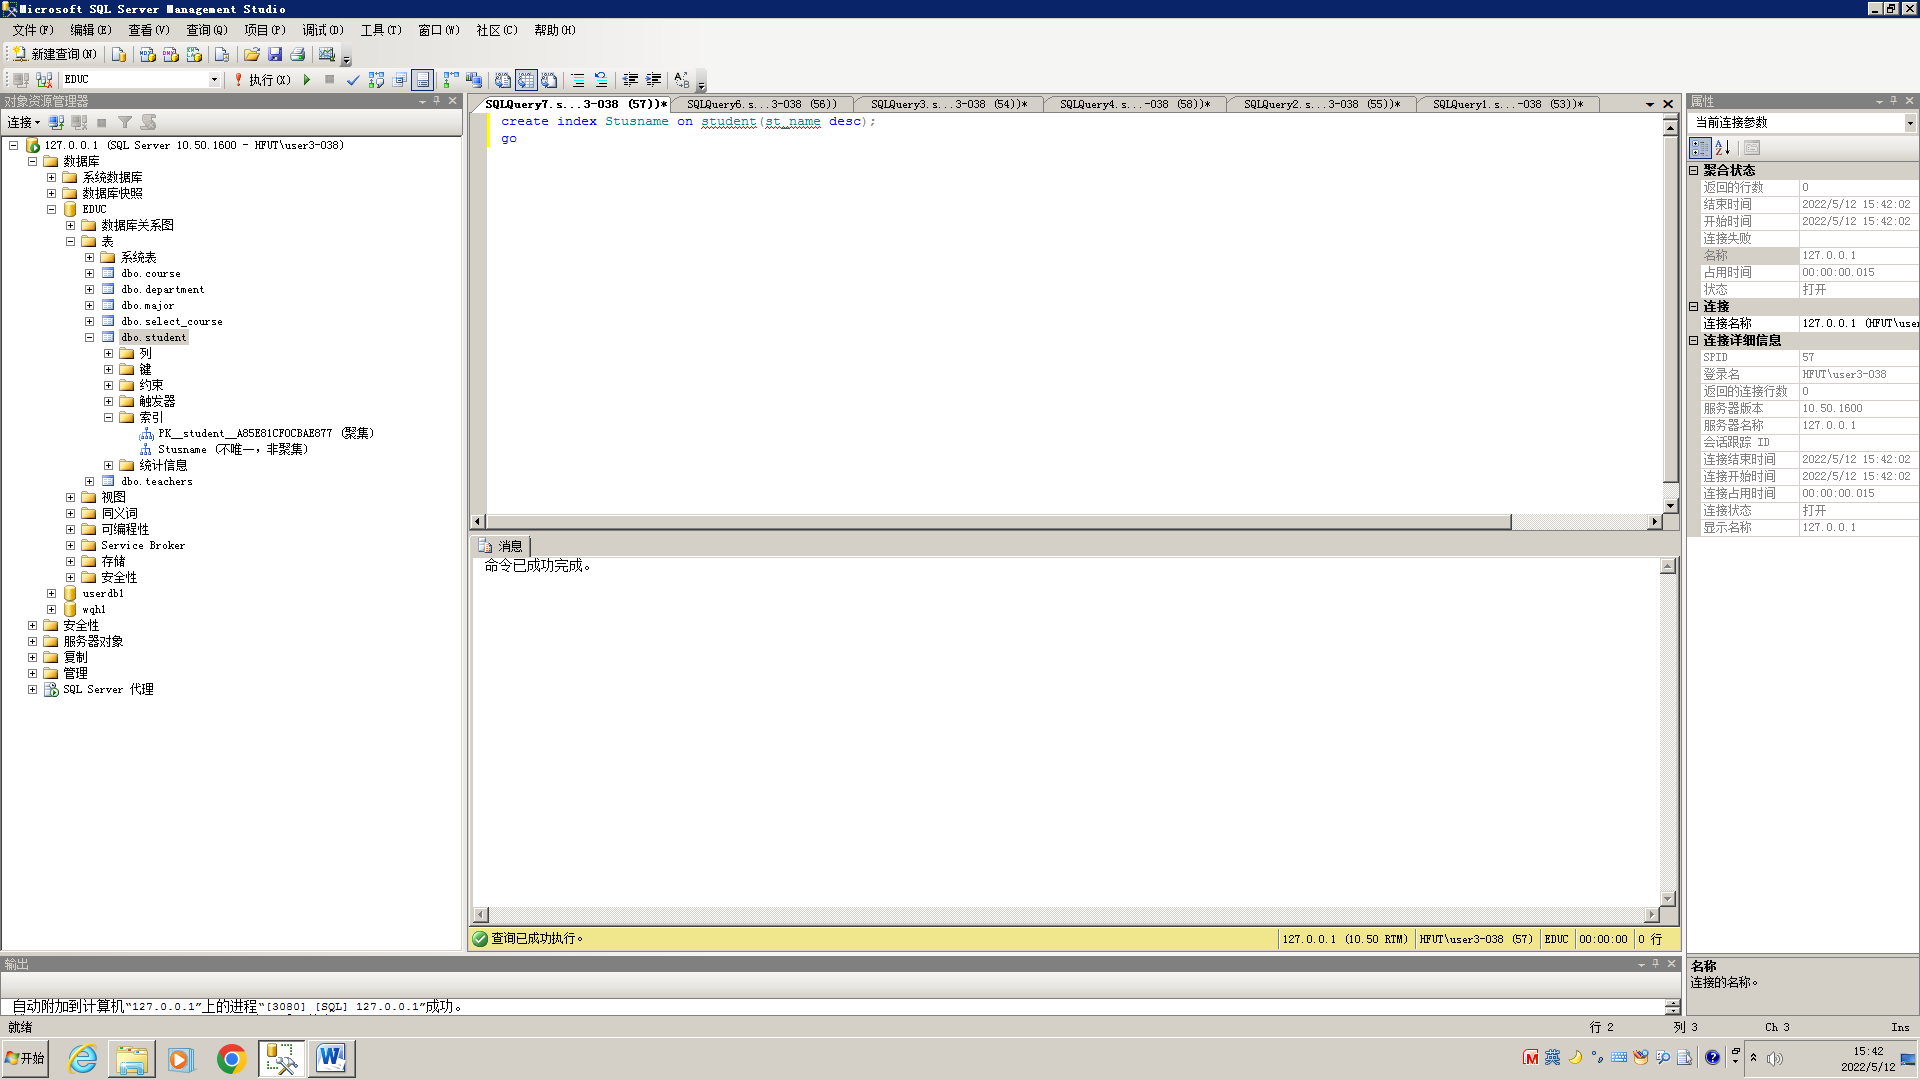 Microsoft SQL Server Management Studio
文件(F) 编辑(E) 查看(V) 查询(Q) 项目(P) 调试(D) 工具(T) 窗口(W) 社区(C) 帮助(H)
新建查询(N)
EDUC 执行(X)
对象资源管理器
连接
127.0.0.1 (SQL Server 10.50.1600 - HFUT\user3-038)
数据库
系统数据库
数据库快照
EDUC
数据库关系图
表
系统表
dbo.course
dbo.department
dbo.major
dbo.select_course
dbo.student
列
键
约束
触发器
索引
PK__student__A85E81CF0CBAE877 (聚集)
Stusname (不唯一，非聚集)
统计信息
dbo.teachers
视图
同义词
可编程性
Service Broker
存储
安全性
userdb1
wqh1
安全性
服务器对象
复制
管理
SQL Server 代理
SQLQuery7.s...3-038 (57))* SQLQuery6.s...3-038 (56)) SQLQuery3.s...3-038 (54))* SQLQuery4.s...-038 (58))* SQLQuery2.s...3-038 (55))* SQLQuery1.s...-038 (53))*
create index Stusname on student(st_name desc);
go
消息
命令已成功完成。
查询已成功执行。 127.0.0.1 (10.50 RTM) HFUT\user3-038 (57) EDUC 00:00:00 0 行
属性
当前连接参数
聚合状态
返回的行数 0
结束时间 2022/5/12 15:42:02
开始时间 2022/5/12 15:42:02
连接失败
名称 127.0.0.1
占用时间 00:00:00.015
状态 打开
连接
连接名称 127.0.0.1 (HFUT\user
连接详细信息
SPID 57
登录名 HFUT\user3-038
返回的连接行数 0
服务器版本 10.50.1600
服务器名称 127.0.0.1
会话跟踪 ID
连接结束时间 2022/5/12 15:42:02
连接开始时间 2022/5/12 15:42:02
连接占用时间 00:00:00.015
连接状态 打开
显示名称 127.0.0.1
名称
连接的名称。
输出
自动附加到计算机“127.0.0.1”上的进程“[3080] [SQL] 127.0.0.1”成功。
就绪 行 2 列 3 Ch 3 Ins
开始 英 15:42
2022/5/12